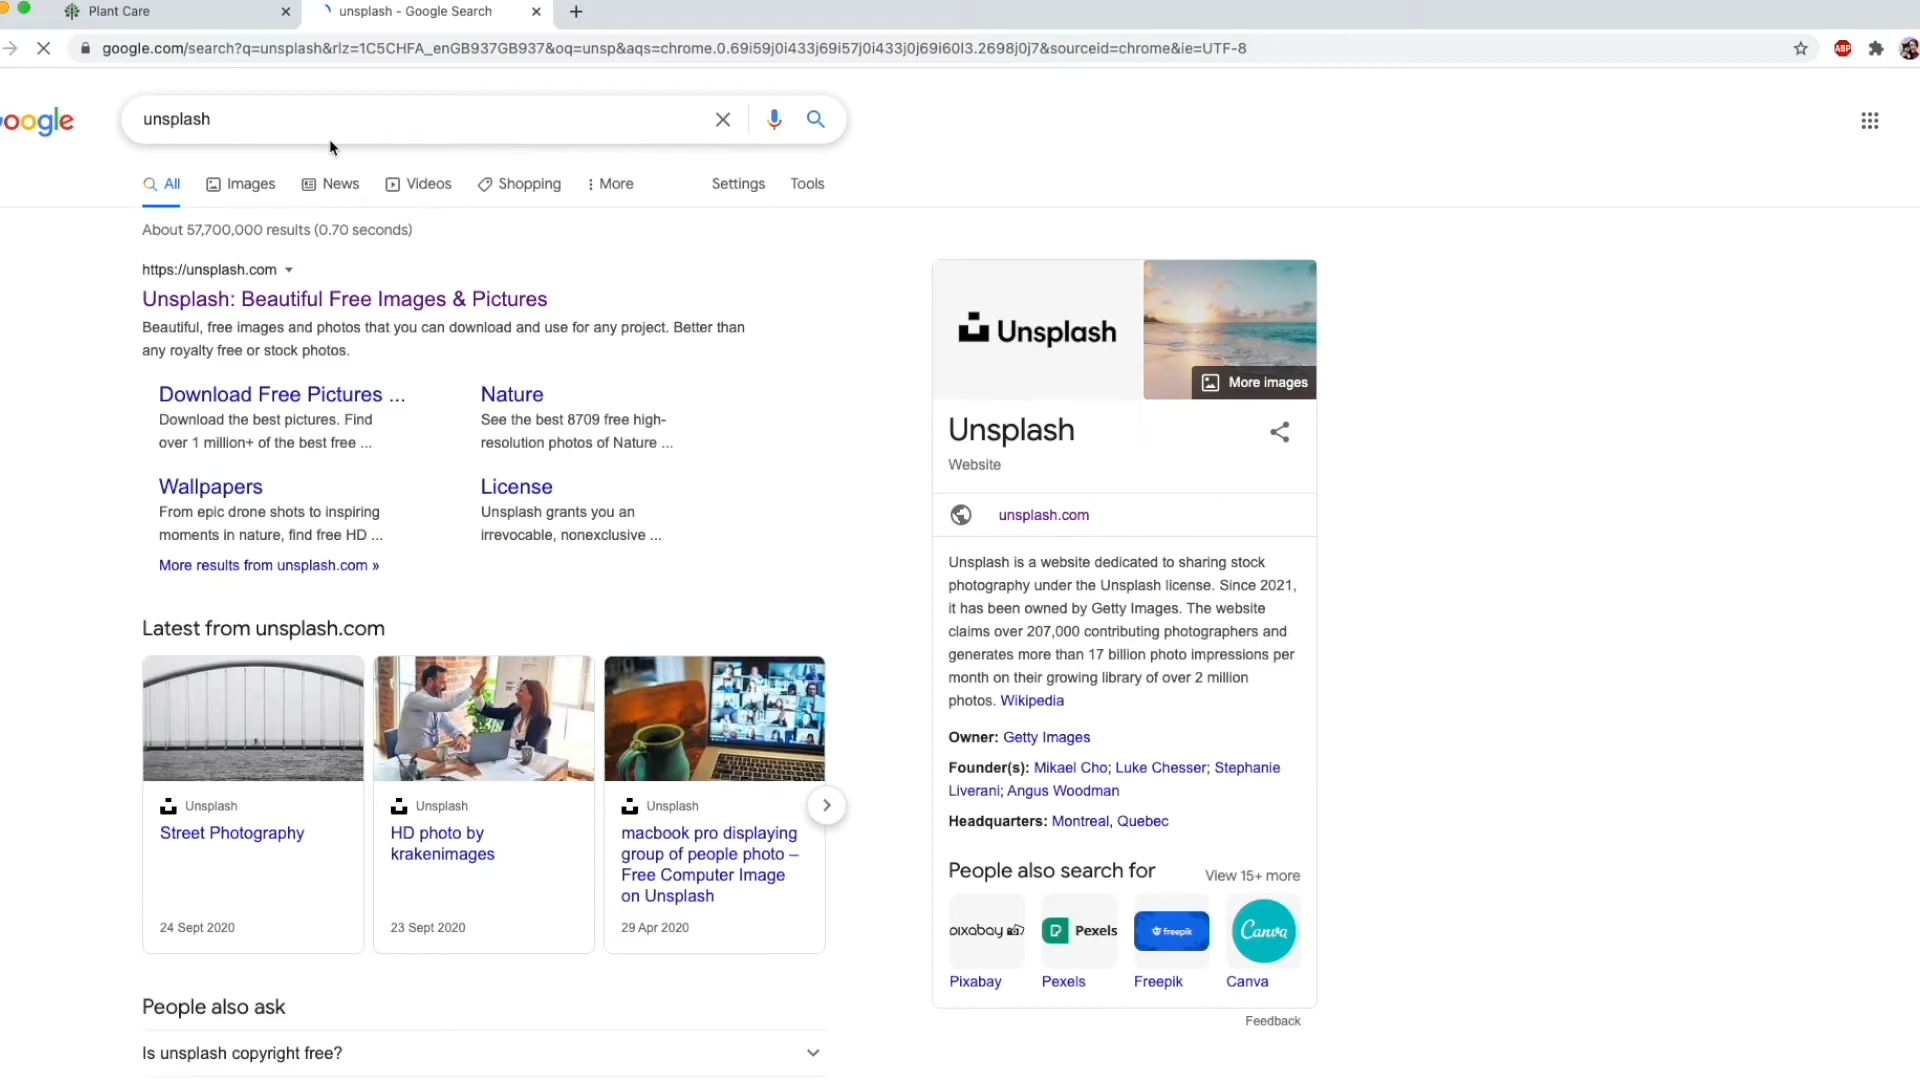 Plant Care
unsplash - Google Search
google.com/search?q=unsplash&rlz=1C5CHFA_enGB937GB937&oq=unsp&aqs=chrome.0.69i59j0i433j69i57j0i433j0j69i60l3.2698j0j7&sourceid=chrome&ie=UTF-8
ABP
oogle
unsplash
All Images News Videos Shopping More Settings Tools
About 57,700,000 results (0.70 seconds)
https://unsplash.com
Unsplash: Beautiful Free Images & Pictures
Beautiful, free images and photos that you can download and use for any project. Better than
any royalty free or stock photos.
Download Free Pictures ...
Download the best pictures. Find
over 1 million+ of the best free ...
Nature
See the best 8709 free high-
resolution photos of Nature ...
Wallpapers
From epic drone shots to inspiring
moments in nature, find free HD ...
License
Unsplash grants you an
irrevocable, nonexclusive ...
More results from unsplash.com »
Latest from unsplash.com
Unsplash
Street Photography
24 Sept 2020
Unsplash
HD photo by
krakenimages
23 Sept 2020
Unsplash
macbook pro displaying
group of people photo –
Free Computer Image
on Unsplash
29 Apr 2020
People also ask
Is unsplash copyright free?
Unsplash
More images
Unsplash
Website
unsplash.com
Unsplash is a website dedicated to sharing stock
photography under the Unsplash license. Since 2021,
it has been owned by Getty Images. The website
claims over 207,000 contributing photographers and
generates more than 17 billion photo impressions per
month on their growing library of over 2 million
photos. Wikipedia
Owner: Getty Images
Founder(s): Mikael Cho; Luke Chesser; Stephanie
Liverani; Angus Woodman
Headquarters: Montreal, Quebec
People also search for
View 15+ more
pixabay
Pexels
freepik
Canva
Pixabay
Pexels
Freepik
Canva
Feedback